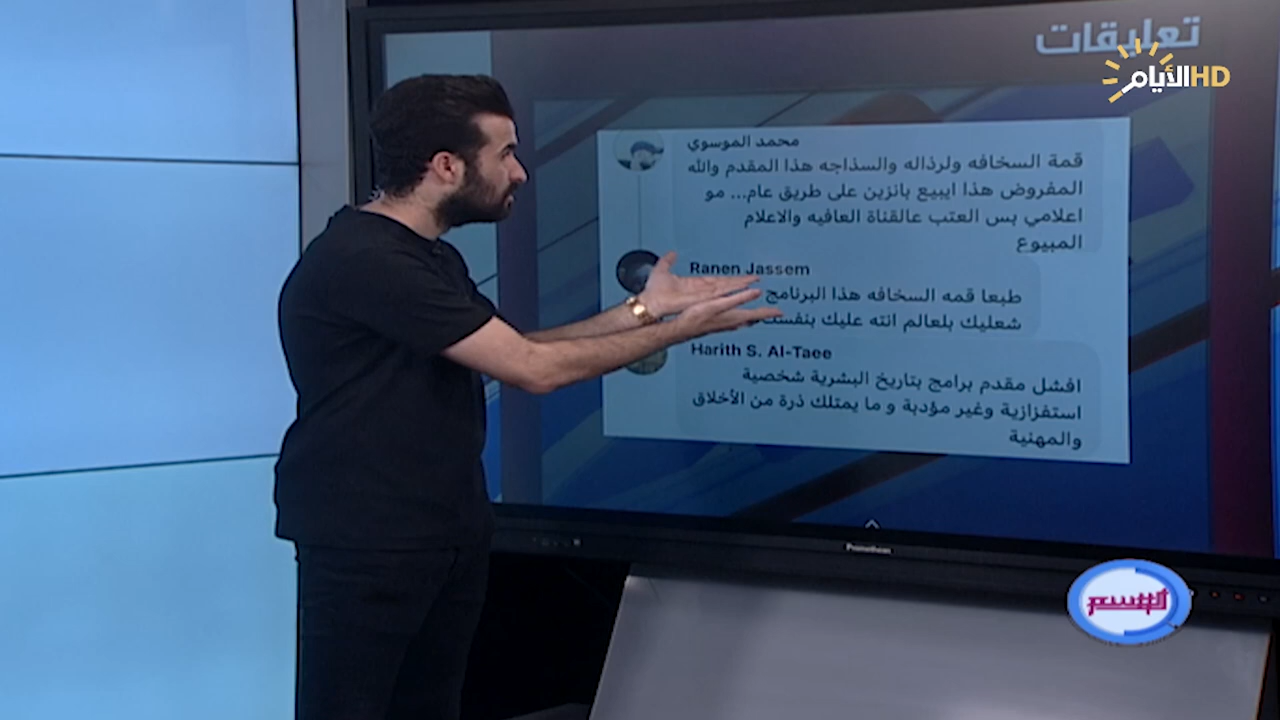 تعليقات
الأيام HD
محمد الموسوي
قمة السخافه ولرذاله والسذاجه هذا المقدم والله
المفروض هذا ايبيع بانزين على طريق عام... مو
اعلامي بس العتب عالقناة العافيه والاعلام
المبيوع
Ranen Jassem
طبعا قمه السخافه هذا البرنامج
شعليك بلعالم انته عليك بنفسك
Harith S. Al-Taee
افشل مقدم برامج بتاريخ البشرية شخصية
استفزازية وغير مؤدبة و ما يمتلك ذرة من الأخلاق
والمهنية
Promethean